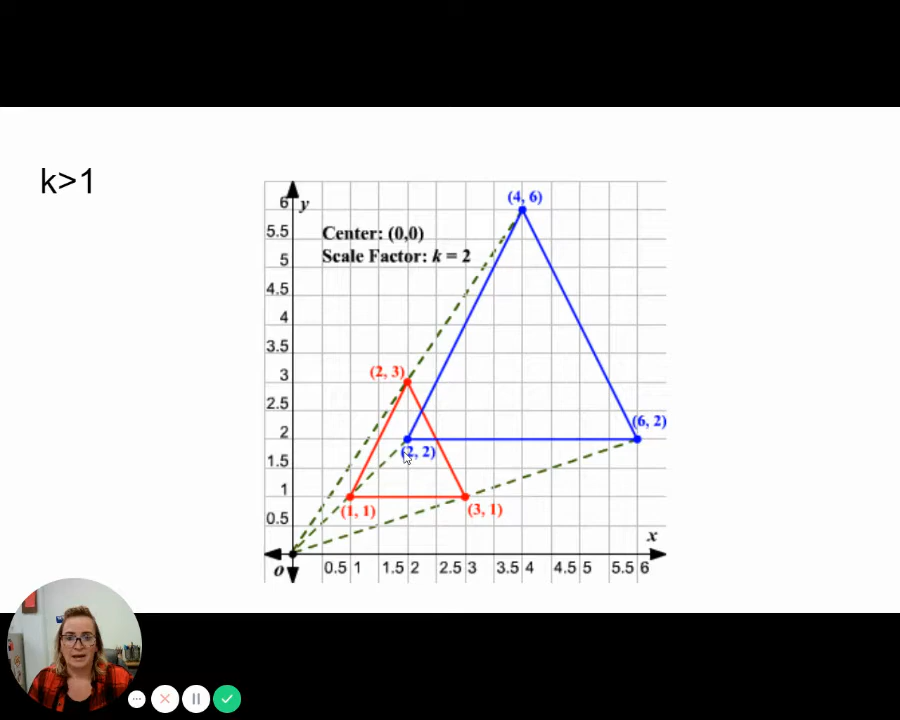 k>1
y
Center: (0,0)
Scale Factor: k = 2
(4, 6)
6
5.5
5
4.5
4
3.5
3
2.5
2
1.5
1
0.5
(2, 3)
(6, 2)
(2, 2)
(1, 1)
(3, 1)
x
O
0.5 1 1.5 2 2.5 3 3.5 4 4.5 5 5.5 6